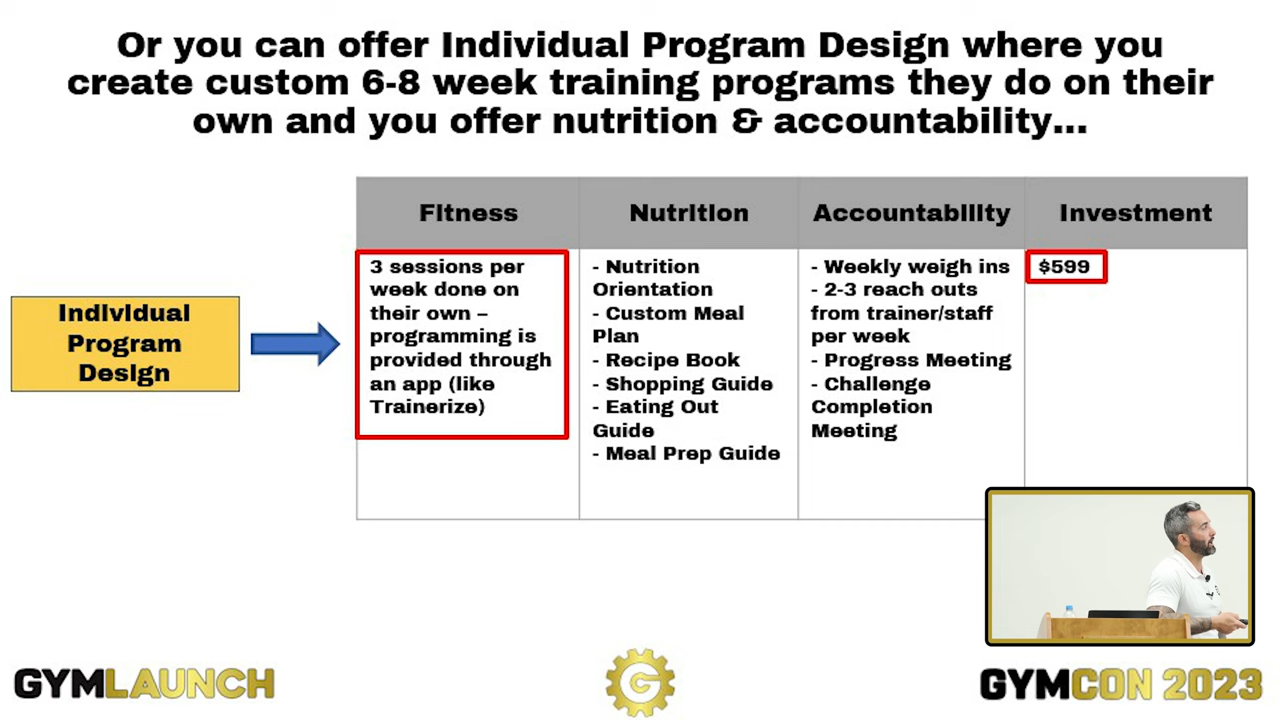 Or you can offer Individual Program Design where you
create custom 6-8 week training programs they do on their
own and you offer nutrition & accountability...
Individual
Program
Design
Fitness
3 sessions per
week done on
their own –
programming is
provided through
an app (like
Trainerize)
Nutrition
- Nutrition
Orientation
- Custom Meal
Plan
- Recipe Book
- Shopping Guide
- Eating Out
Guide
- Meal Prep Guide
Accountability
- Weekly weigh ins
- 2-3 reach outs
from trainer/staff
per week
- Progress Meeting
- Challenge
Completion
Meeting
Investment
$599
GYMLAUNCH
G
GYMCON 2023